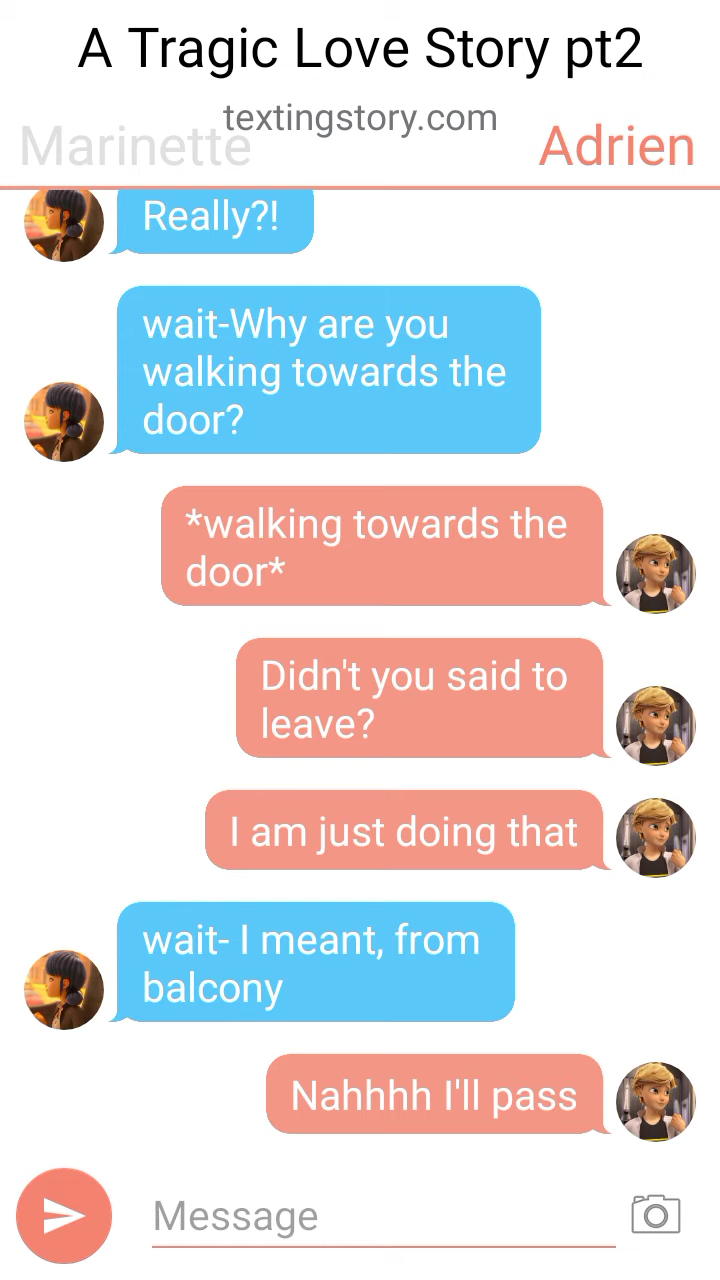 A Tragic Love Story pt2
textingstory.com
Marinette
Adrien
Really?!
wait-Why are you
walking towards the
door?
*walking towards the
door*
Didn't you said to
leave?
I am just doing that
wait- I meant, from
balcony
Nahhhh I'll pass
Message